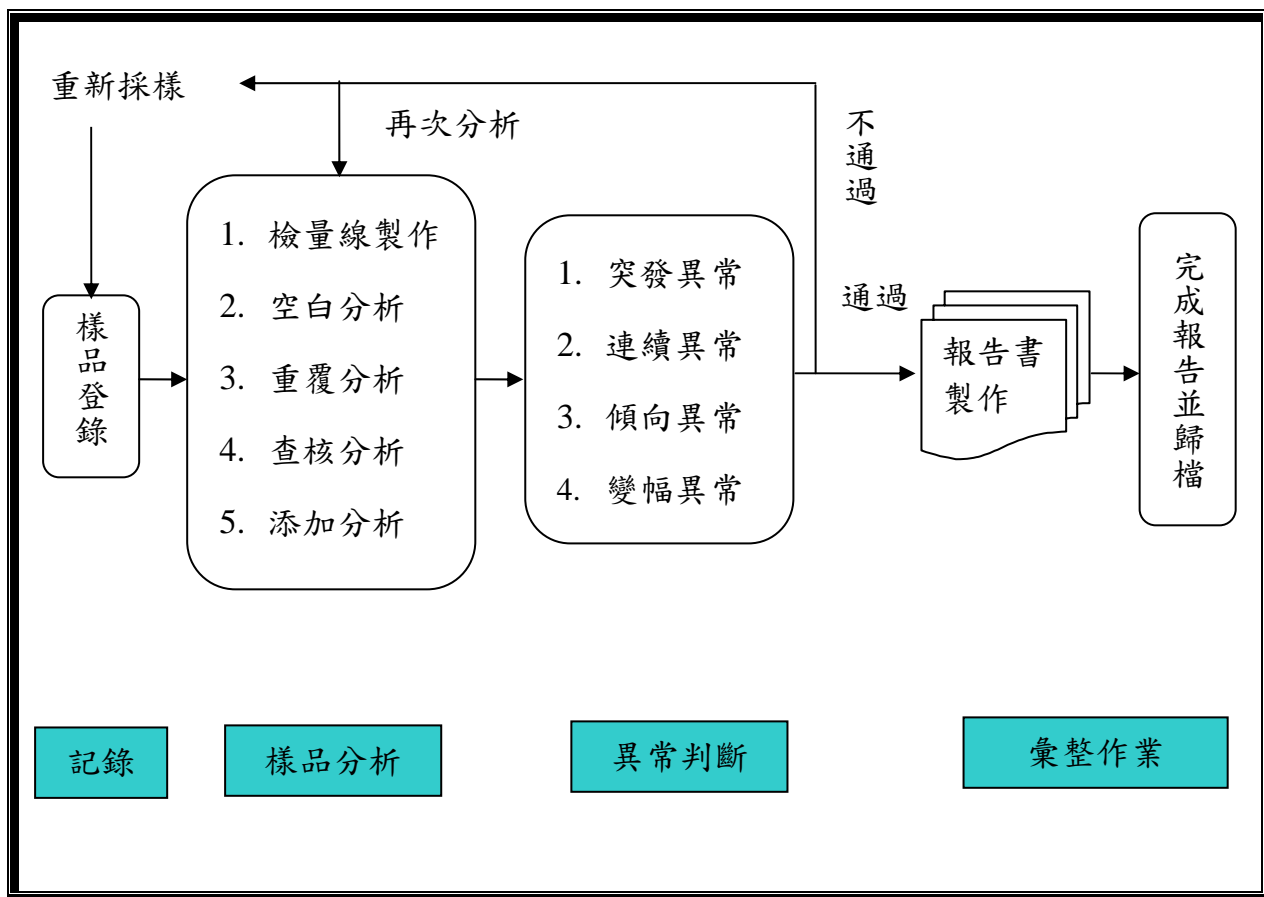 重新採樣
再次分析
不通過
樣品登錄
1. 檢量線製作
2. 空白分析
3. 重覆分析
4. 查核分析
5. 添加分析
1. 突發異常
2. 連續異常
3. 傾向異常
4. 變幅異常
通過
報告書
製作
完成報告並歸檔
記錄
樣品分析
異常判斷
彙整作業